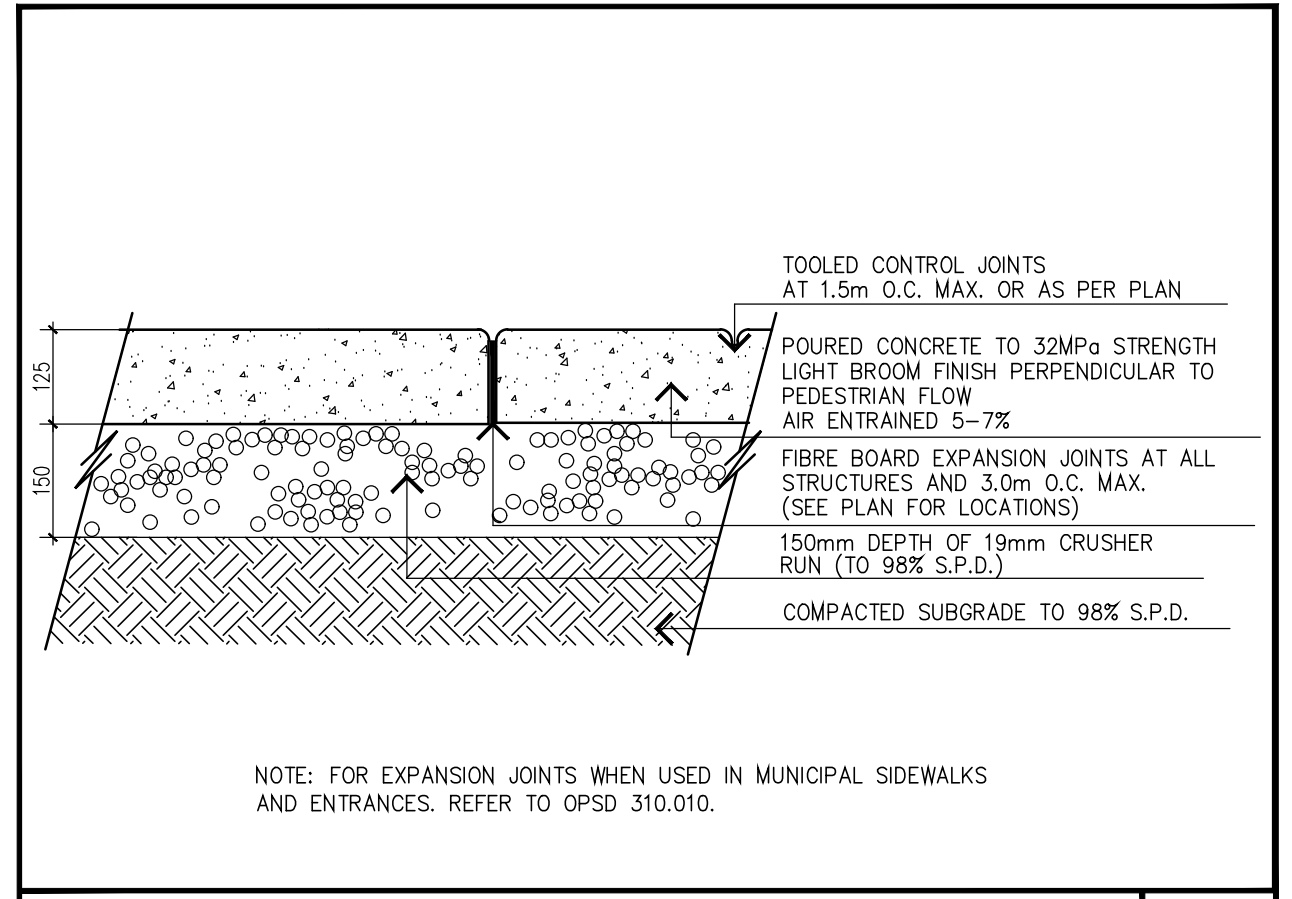 TOOLED CONTROL JOINTS
AT 1.5m O.C. MAX. OR AS PER PLAN
POURED CONCRETE TO 32MPa STRENGTH
LIGHT BROOM FINISH PERPENDICULAR TO
PEDESTRIAN FLOW
AIR ENTRAINED 5-7%
FIBRE BOARD EXPANSION JOINTS AT ALL
STRUCTURES AND 3.0m O.C. MAX.
(SEE PLAN FOR LOCATIONS)
150mm DEPTH OF 19mm CRUSHER
RUN (TO 98% S.P.D.)
COMPACTED SUBGRADE TO 98% S.P.D.
125
150
NOTE: FOR EXPANSION JOINTS WHEN USED IN MUNICIPAL SIDEWALKS
AND ENTRANCES. REFER TO OPSD 310.010.